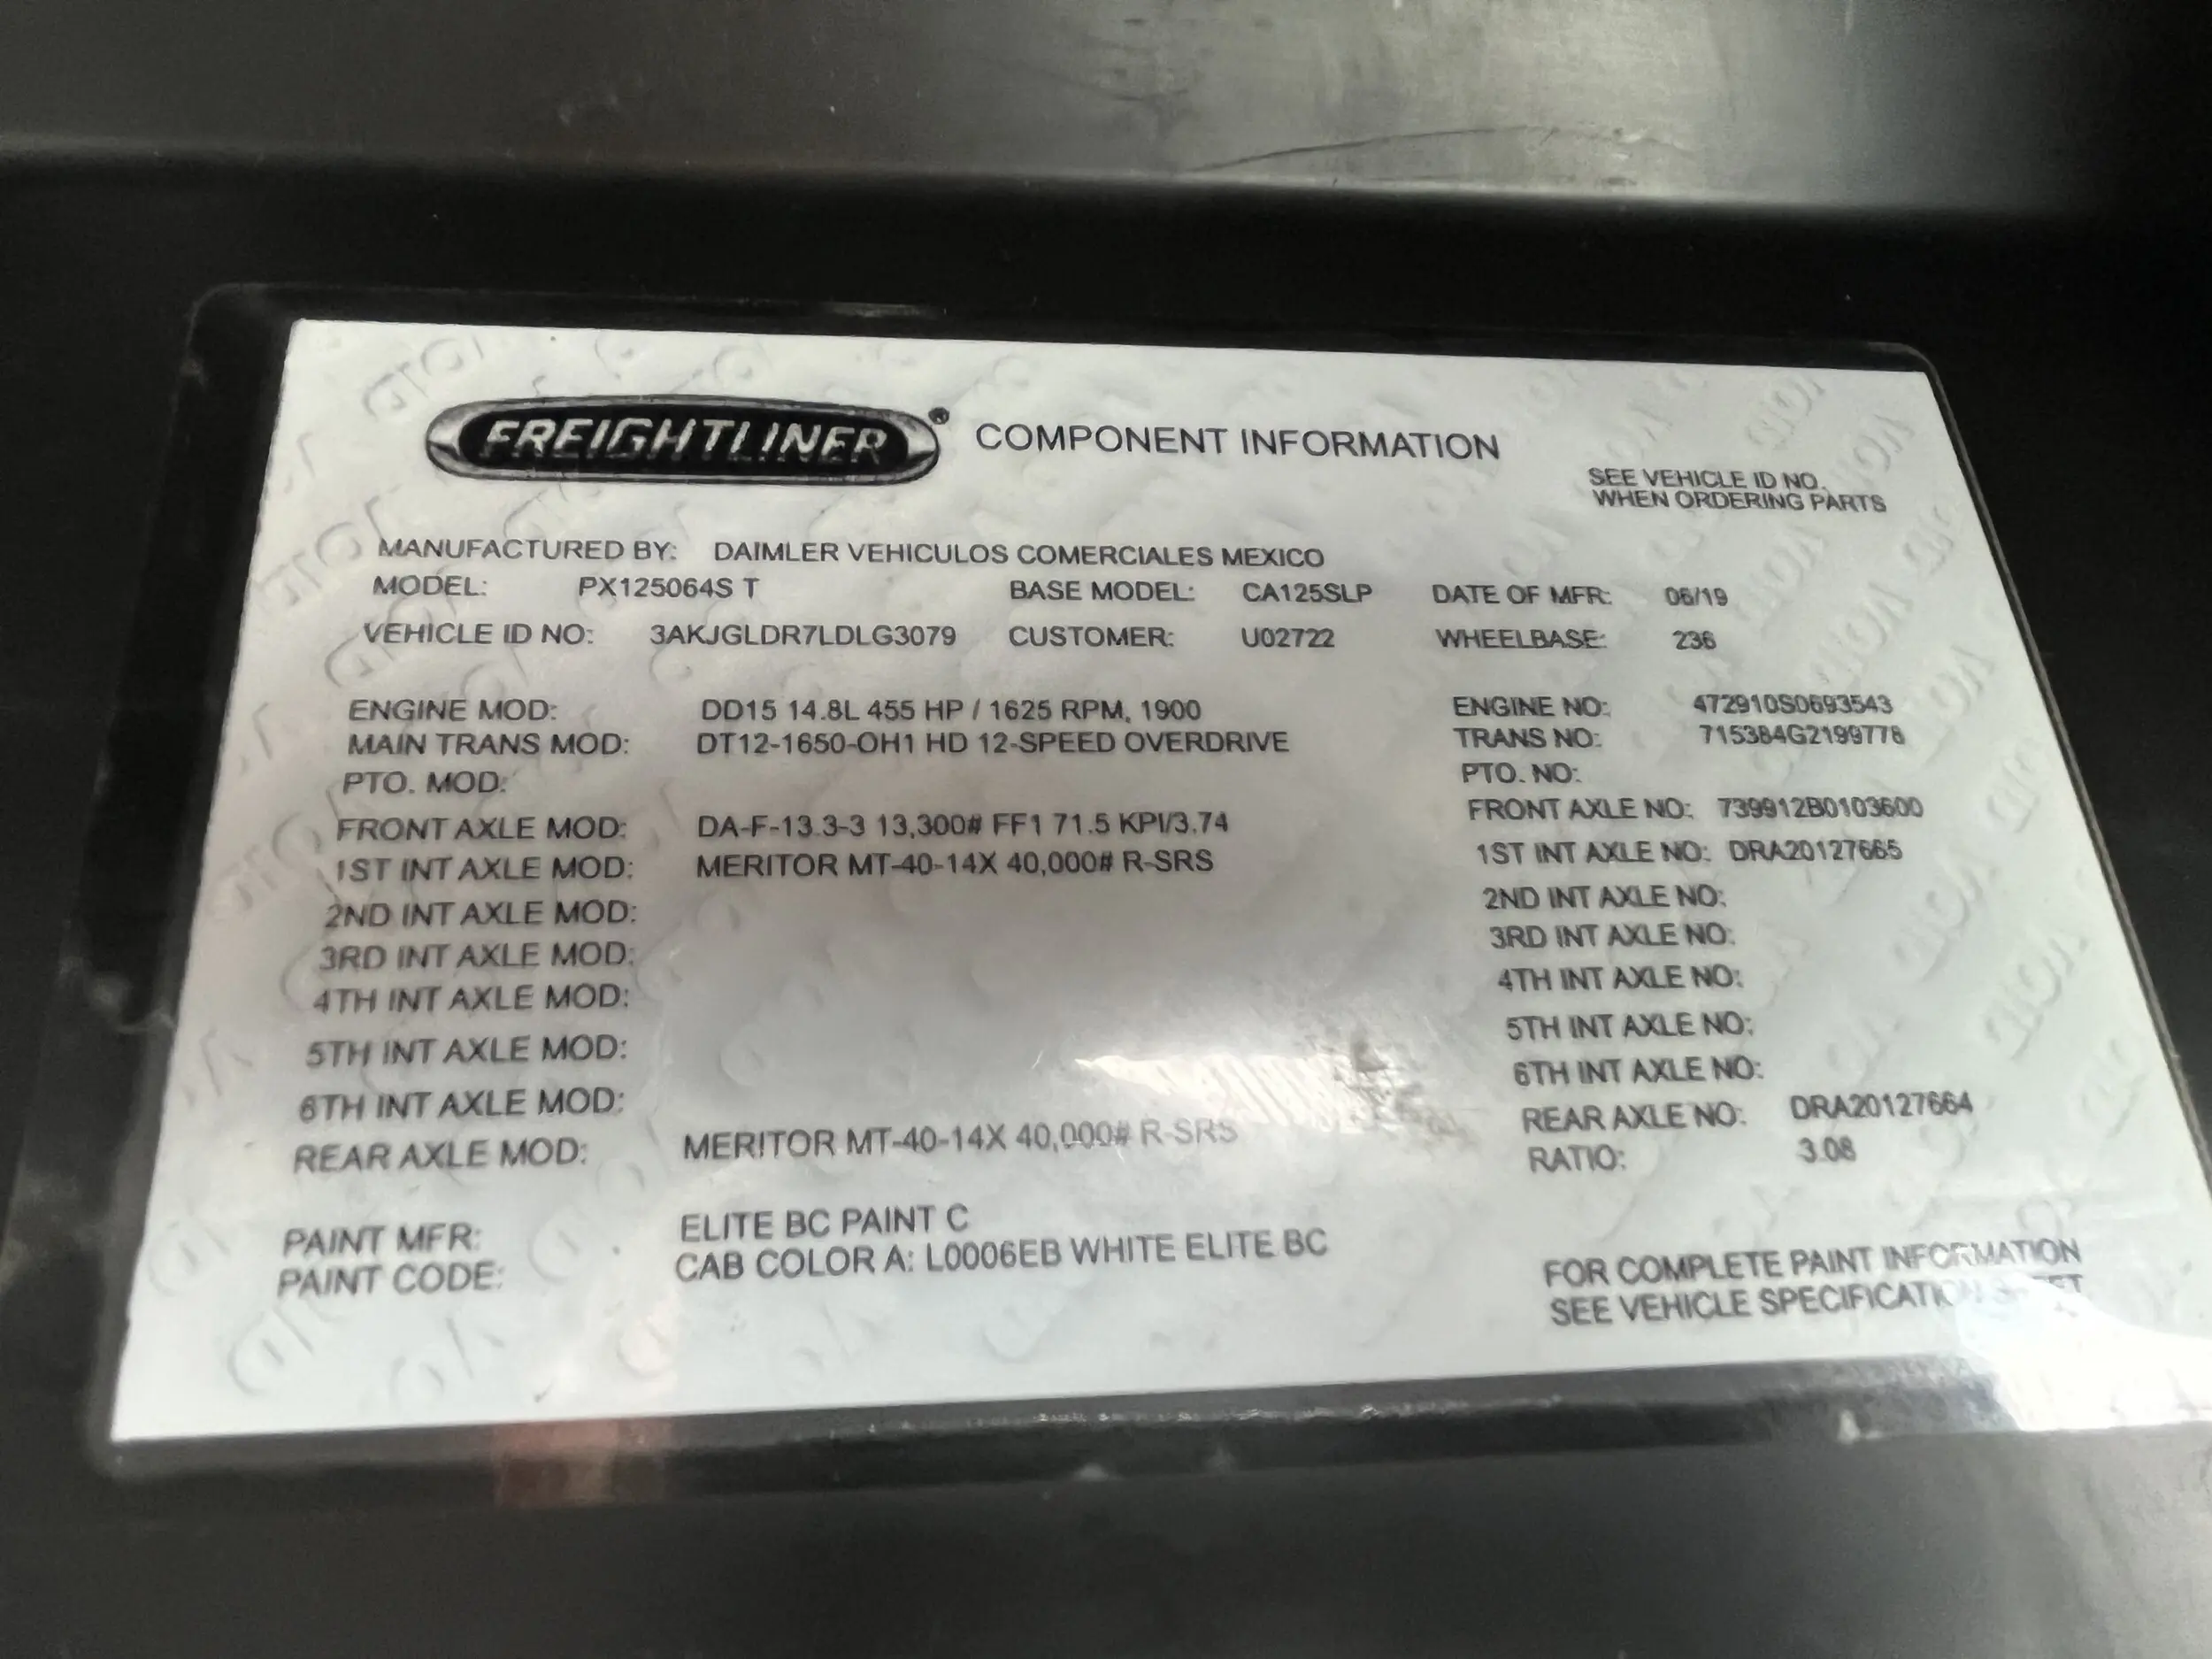 FREIGHTLINER® COMPONENT INFORMATION
SEE VEHICLE ID NO.
WHEN ORDERING PARTS
MANUFACTURED BY: DAIMLER VEHICULOS COMERCIALES MEXICO
MODEL: PX125064S T BASE MODEL: CA125SLP DATE OF MFR: 06/19
VEHICLE ID NO: 3AKJGLDR7LDLG3079 CUSTOMER: U02722 WHEELBASE: 236
ENGINE MOD: DD15 14.8L 455 HP / 1625 RPM, 1900 ENGINE NO: 472910S0693543
MAIN TRANS MOD: DT12-1650-OH1 HD 12-SPEED OVERDRIVE TRANS NO: 715384G2199778
PTO. MOD: PTO. NO:
FRONT AXLE MOD: DA-F-13.3-3 13,300# FF1 71.5 KPI/3.74 FRONT AXLE NO: 739912B0103600
1ST INT AXLE MOD: MERITOR MT-40-14X 40,000# R-SRS 1ST INT AXLE NO: DRA20127665
2ND INT AXLE MOD: 2ND INT AXLE NO:
3RD INT AXLE MOD: 3RD INT AXLE NO:
4TH INT AXLE MOD: 4TH INT AXLE NO:
5TH INT AXLE MOD: 5TH INT AXLE NO:
6TH INT AXLE MOD: 6TH INT AXLE NO:
REAR AXLE MOD: MERITOR MT-40-14X 40,000# R-SRS REAR AXLE NO: DRA20127664
RATIO: 3.08
PAINT MFR: ELITE BC PAINT C
PAINT CODE: CAB COLOR A: L0006EB WHITE ELITE BC
FOR COMPLETE PAINT INFORMATION
SEE VEHICLE SPECIFICATION SHEET